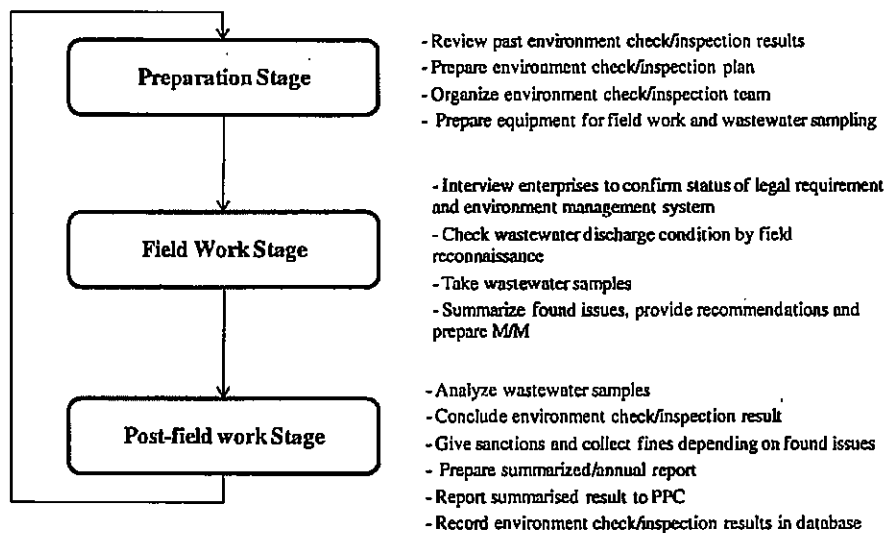 Preparation Stage
- Review past environment check/inspection results
- Prepare environment check/inspection plan
- Organize environment check/inspection team
- Prepare equipment for field work and wastewater sampling
Field Work Stage
- Interview enterprises to confirm status of legal requirement
and environment management system
- Check wastewater discharge condition by field
reconnaissance
- Take wastewater samples
- Summarize found issues, provide recommendations and
prepare M/M
Post-field work Stage
- Analyze wastewater samples
- Conclude environment check/inspection result
- Give sanctions and collect fines depending on found issues
- Prepare summarized/annual report
- Report summarised result to PPC
- Record environment check/inspection results in database